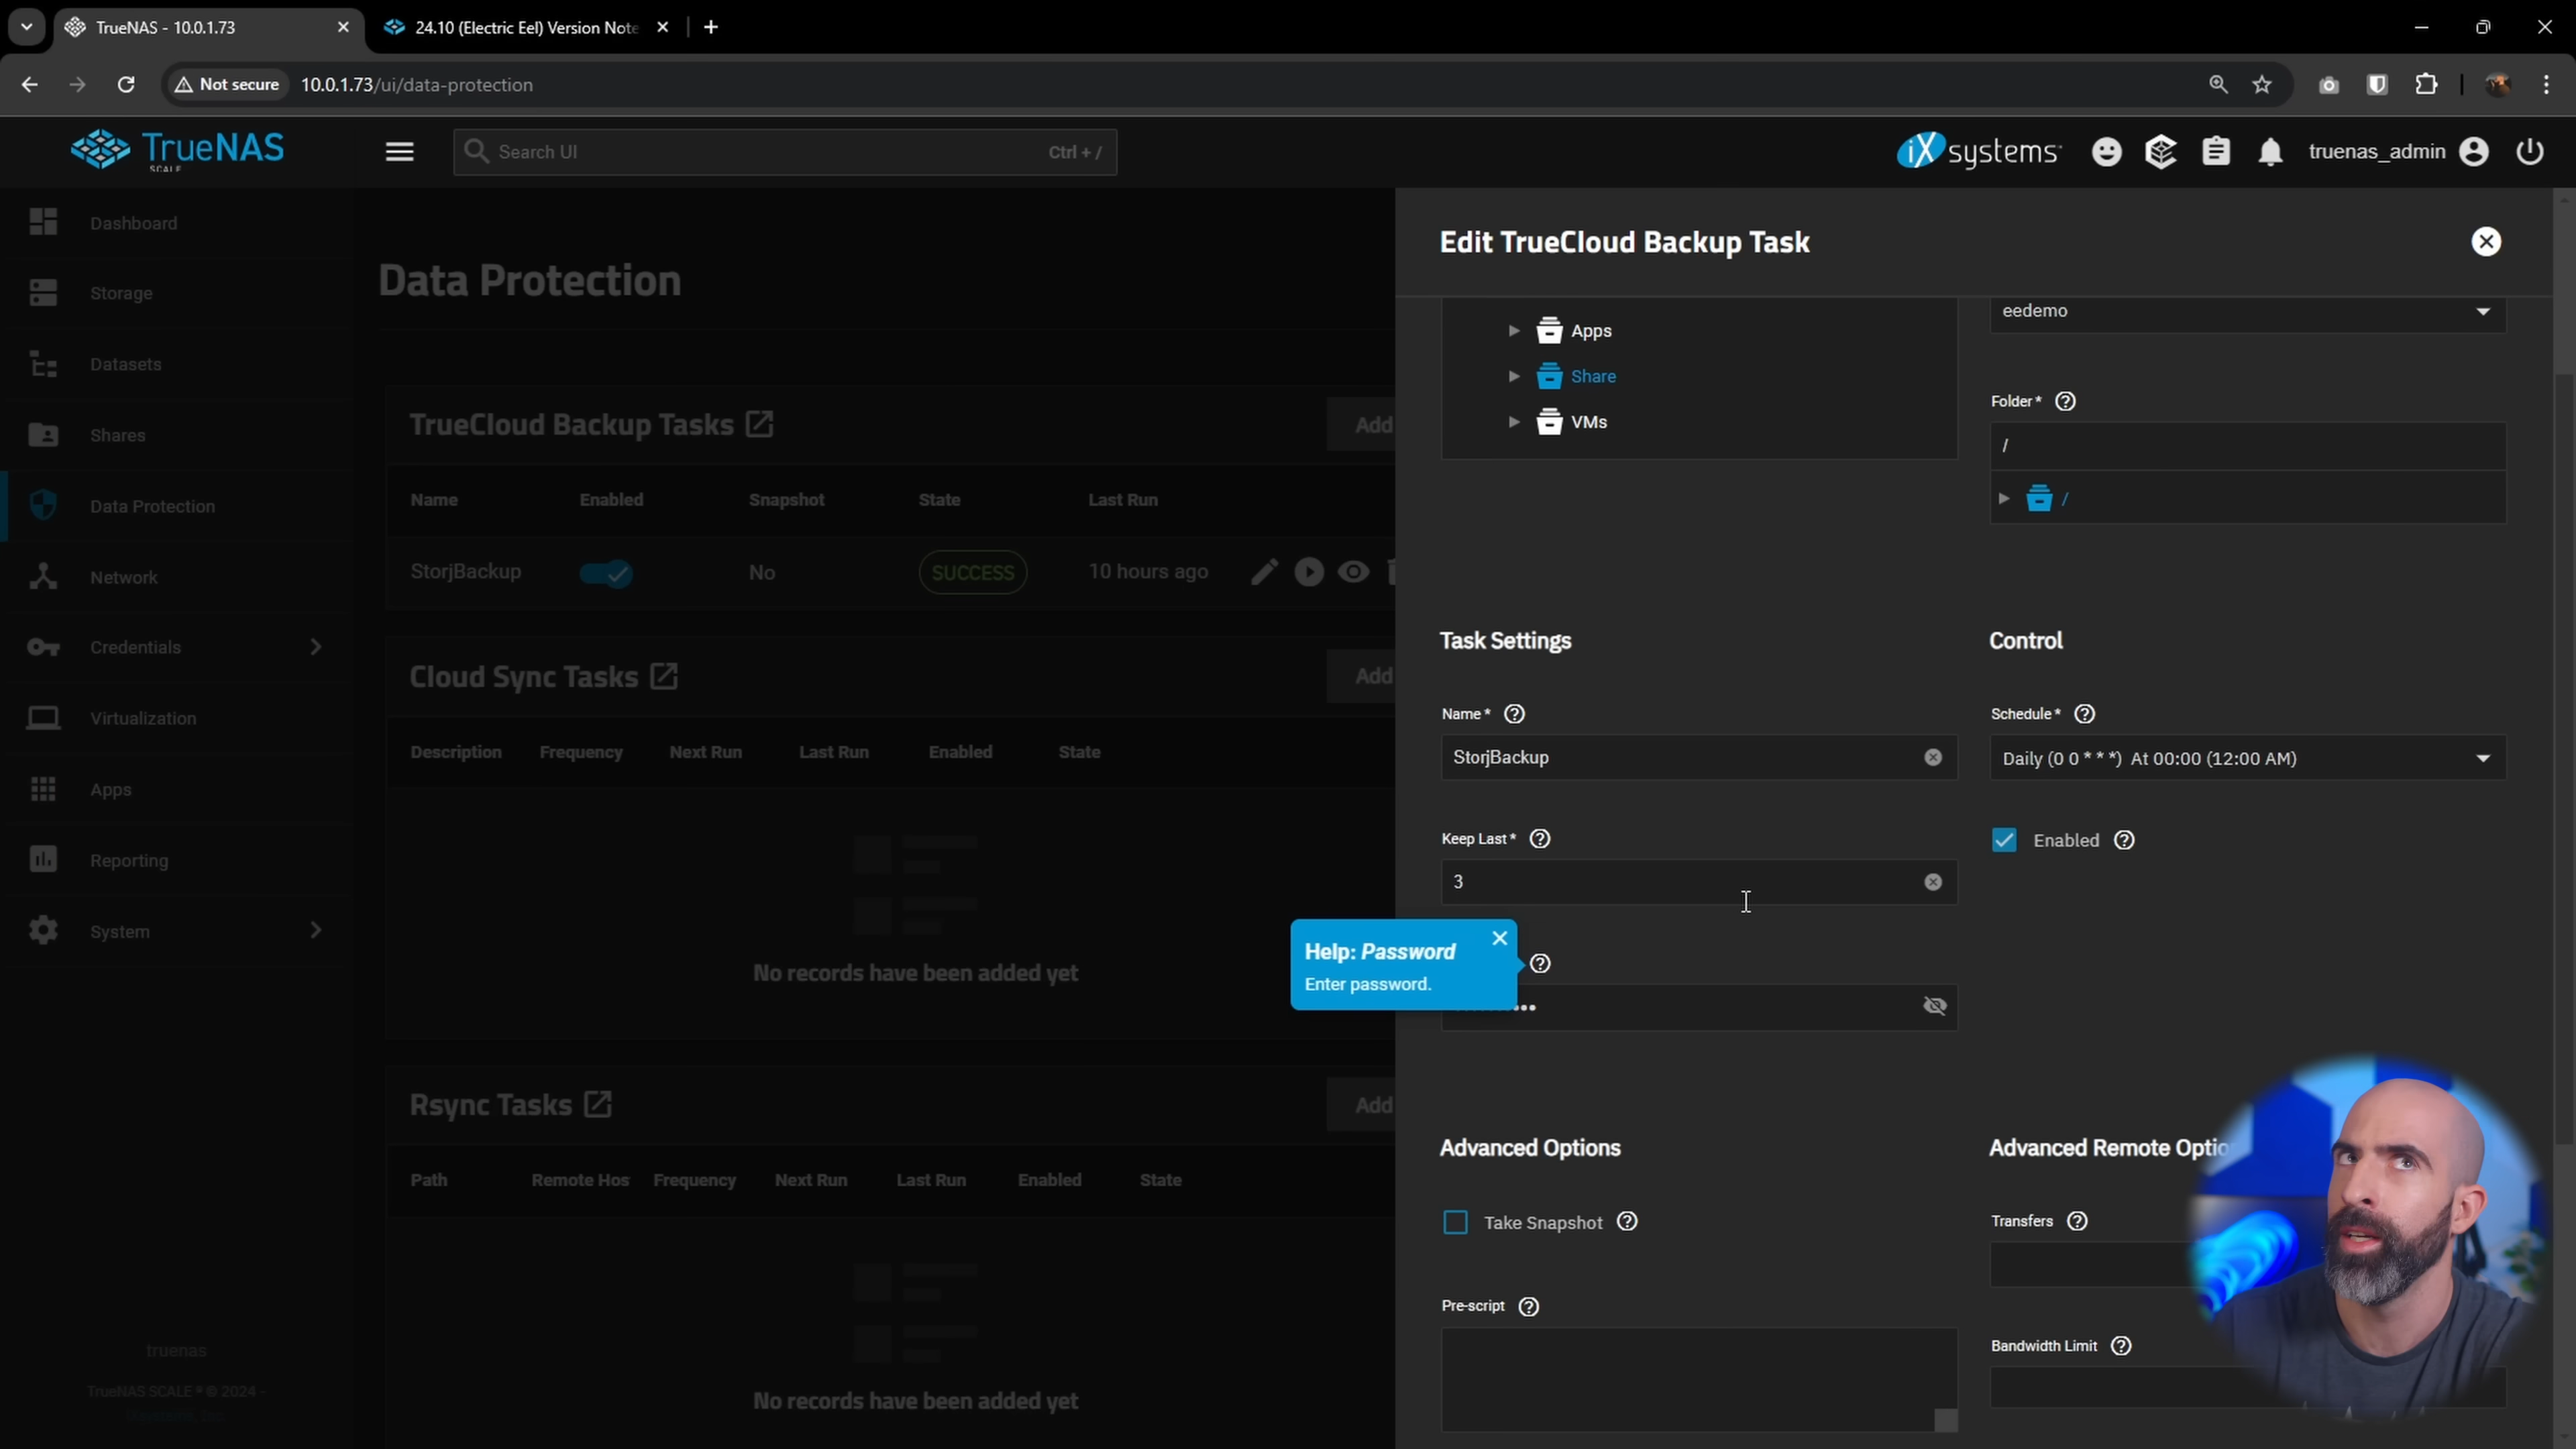 TrueNAS - 10.0.1.73
24.10 (Electric Eel) Version Note
Not secure
10.0.1.73/ui/data-protection
TrueNAS
SCALE
Search UI
Ctrl + /
iXsystems
truenas_admin
Dashboard
Storage
Datasets
Shares
Data Protection
Network
Credentials
Virtualization
Apps
Reporting
System
truenas
TrueNAS SCALE ® © 2024 -
Data Protection
TrueCloud Backup Tasks
Add
Name Enabled Snapshot State Last Run
StorjBackup No SUCCESS 10 hours ago
Cloud Sync Tasks
Add
Description Frequency Next Run Last Run Enabled State
No records have been added yet
Rsync Tasks
Add
Path Remote Hos Frequency Next Run Last Run Enabled State
No records have been added yet
Edit TrueCloud Backup Task
Apps
Share
VMs
eedemo
Folder*
/
/
Task Settings
Name*
StorjBackup
Keep Last*
3
Help: Password
Enter password.
Control
Schedule*
Daily (0 0 * * *) At 00:00 (12:00 AM)
Enabled
Advanced Options
Take Snapshot
Pre-script
Advanced Remote Optio
Transfers
Bandwidth Limit